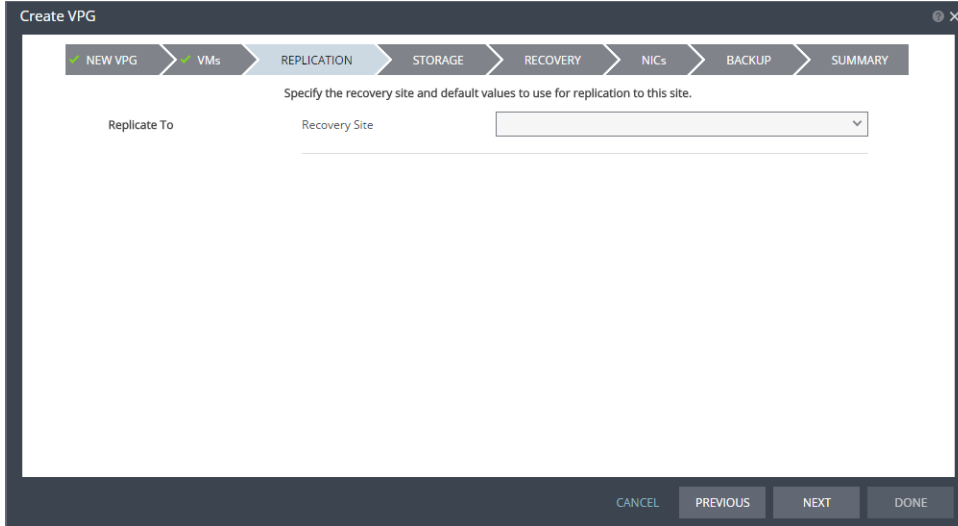 Create VPG
NEW VPG VMs REPLICATION STORAGE RECOVERY NICs BACKUP SUMMARY
Specify the recovery site and default values to use for replication to this site.
Replicate To Recovery Site
CANCEL PREVIOUS NEXT DONE